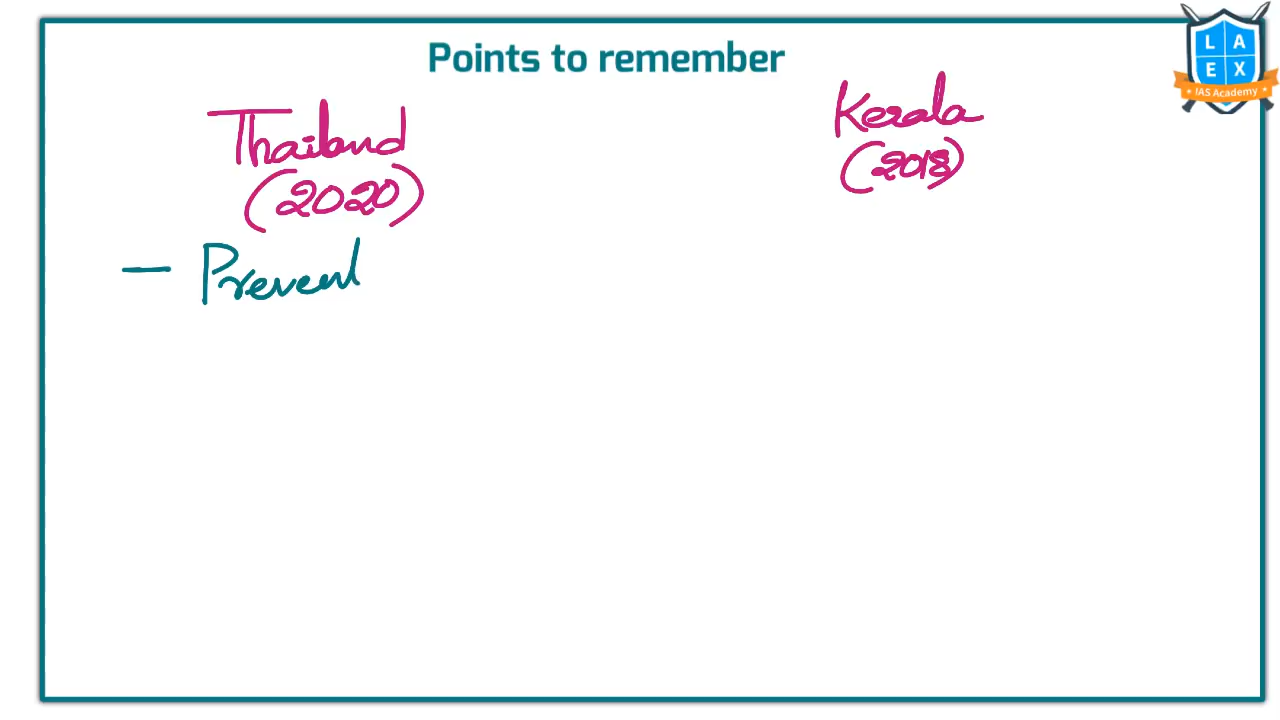 Points to remember
L A
E X
IAS Academy
Thailand
(2020)
Kerala
(2018)
— Prevent